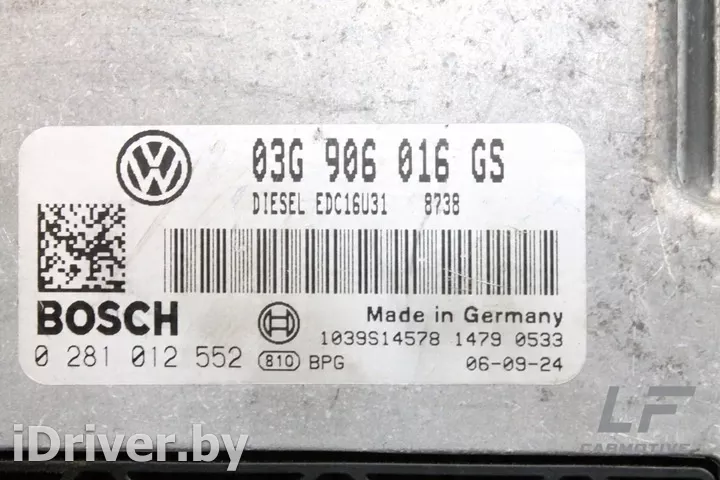 03G 906 016 GS
DIESEL EDC16U31 8738
BOSCH
Made in Germany
1039S14578 1479 0533
0 281 012 552 810 BPG 06-09-24
LF
CARMOTIVE
iDriver.by